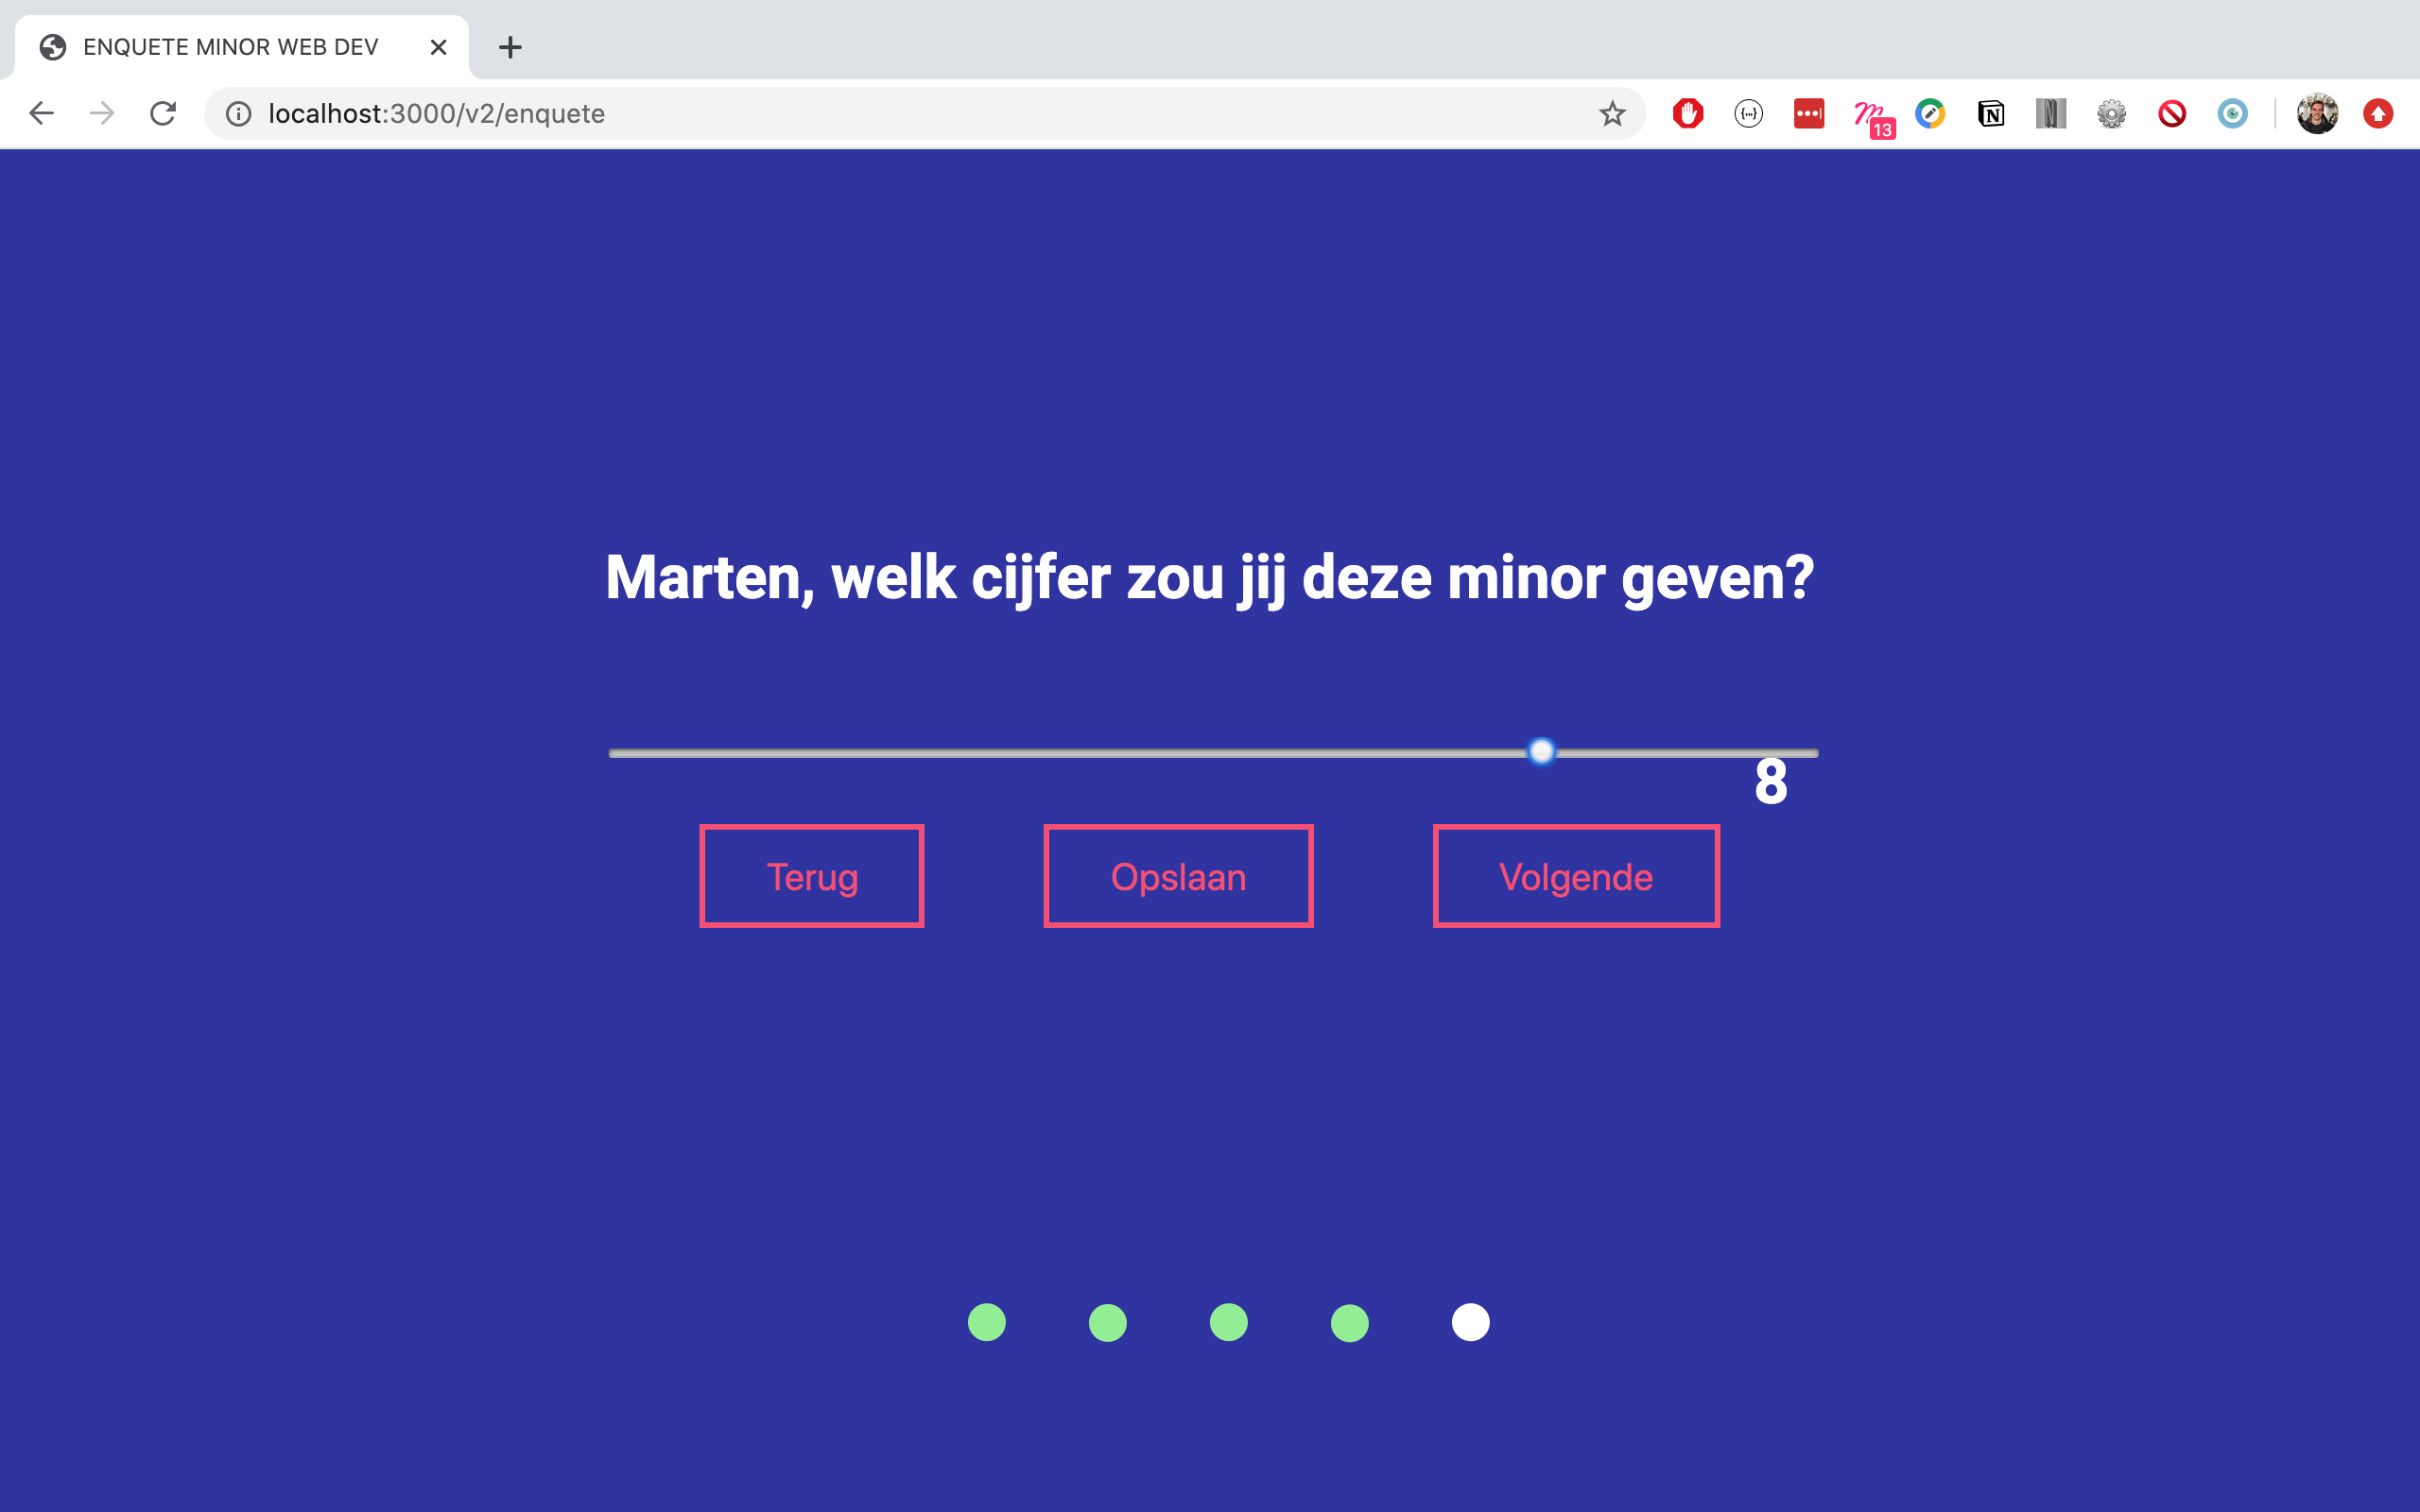 ENQUETE MINOR WEB DEV
localhost:3000/v2/enquete
{...}
13
N
Marten, welk cijfer zou jij deze minor geven?
8
Terug
Opslaan
Volgende